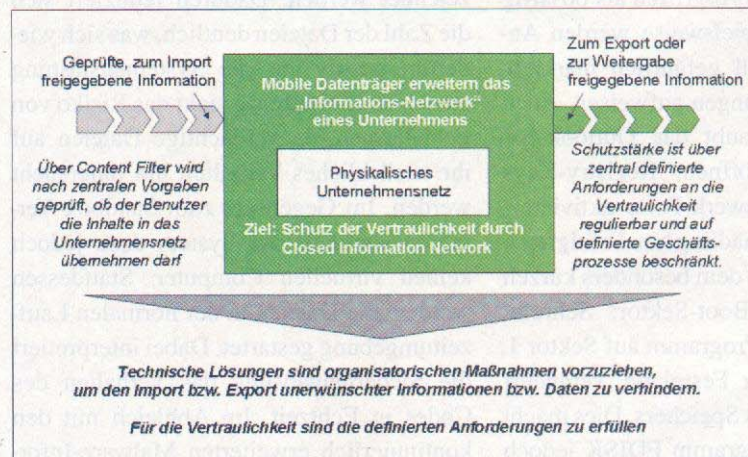 Geprüfte, zum Import
freigegebene Information
Mobile Datenträger erweitern das
„Informations-Netzwerk"
eines Unternehmens
Zum Export oder
zur Weitergabe
freigegebene Information
Über Content Filter wird
nach zentralen Vorgaben
geprüft, ob der Benutzer
die Inhalte in das
Unternehmensnetz
übernehmen darf
Physikalisches
Unternehmensnetz
Ziel: Schutz der Vertraulichkeit durch
Closed Information Network
Schutzstärke ist über
zentral definierte
Anforderungen an die
Vertraulichkeit
regulierbar und auf
definierte Geschäfts-
prozesse beschränkt.
Technische Lösungen sind organisatorischen Maßnahmen vorzuziehen,
um den Import bzw. Export unerwünschter Informationen bzw. Daten zu verhindern.
Für die Vertraulichkeit sind die definierten Anforderungen zu erfüllen